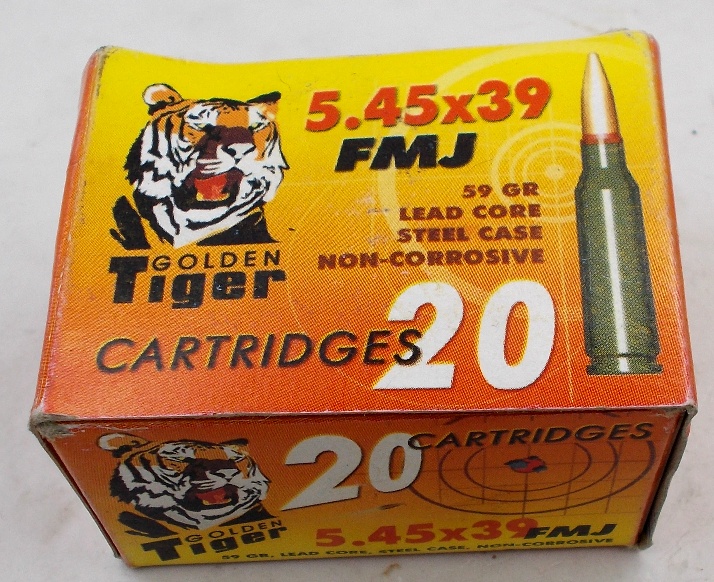 5.45x39
FMJ
59 GR
LEAD CORE
STEEL CASE
NON-CORROSIVE
GOLDEN
Tiger
CARTRIDGES 20
20 CARTRIDGES
GOLDEN
Tiger
5.45x39 FMJ
59 GR, LEAD CORE, STEEL CASE, NON-CORROSIVE